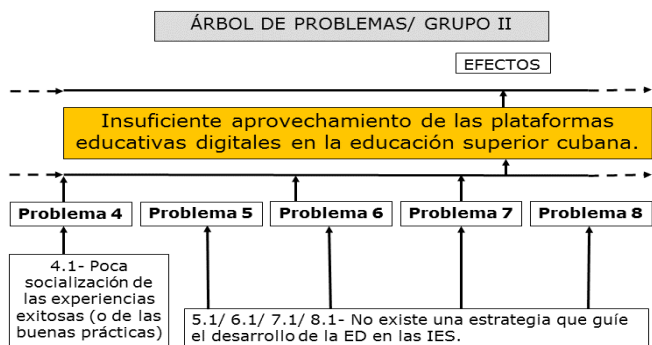 ÁRBOL DE PROBLEMAS/ GRUPO II
EFECTOS
Insuficiente aprovechamiento de las plataformas
educativas digitales en la educación superior cubana.
Problema 4
Problema 5
Problema 6
Problema 7
Problema 8
4.1- Poca
socialización de
las experiencias
exitosas (o de las
buenas prácticas)
5.1/ 6.1/ 7.1/ 8.1- No existe una estrategia que guíe
el desarrollo de la ED en las IES.